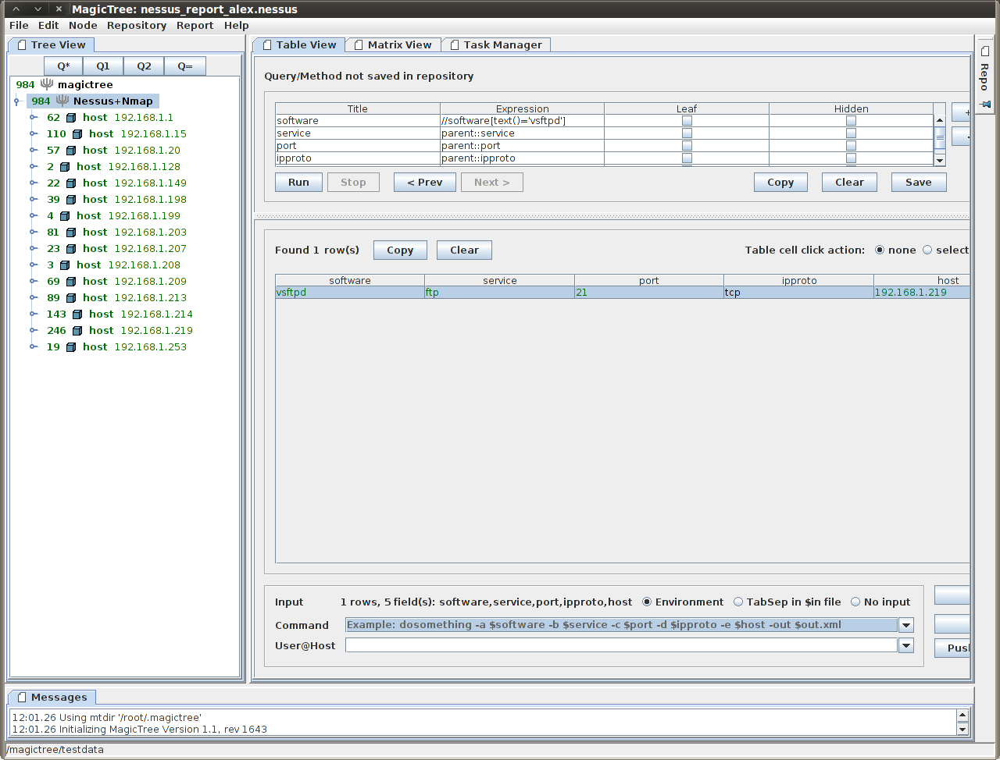 MagicTree: nessus_report_alex.nessus
File Edit Node Repository Report Help
Tree View
Q* Q1 Q2 Q=
984 magictree
984 Nessus+Nmap
62 host 192.168.1.1
110 host 192.168.1.15
57 host 192.168.1.20
2 host 192.168.1.128
22 host 192.168.1.149
39 host 192.168.1.198
4 host 192.168.1.199
81 host 192.168.1.203
23 host 192.168.1.207
3 host 192.168.1.208
69 host 192.168.1.209
89 host 192.168.1.213
143 host 192.168.1.214
246 host 192.168.1.219
19 host 192.168.1.253
Table View Matrix View Task Manager
Repo
Query/Method not saved in repository
Title Expression Leaf Hidden
software //software[text()='vsftpd']
service parent::service
port parent::port
ipproto parent::ipproto
Run Stop < Prev Next > Copy Clear Save
Found 1 row(s) Copy Clear Table cell click action: none select
software service port ipproto host
vsftpd ftp 21 tcp 192.168.1.219
Input 1 rows, 5 field(s): software,service,port,ipproto,host Environment TabSep in $in file No input
Command Example: dosomething -a $software -b $service -c $port -d $ipproto -e $host -out $out.xml
User@Host
Messages
12:01.26 Using mtdir '/root/.magictree'
12:01.26 Initializing MagicTree Version 1.1, rev 1643
/magictree/testdata